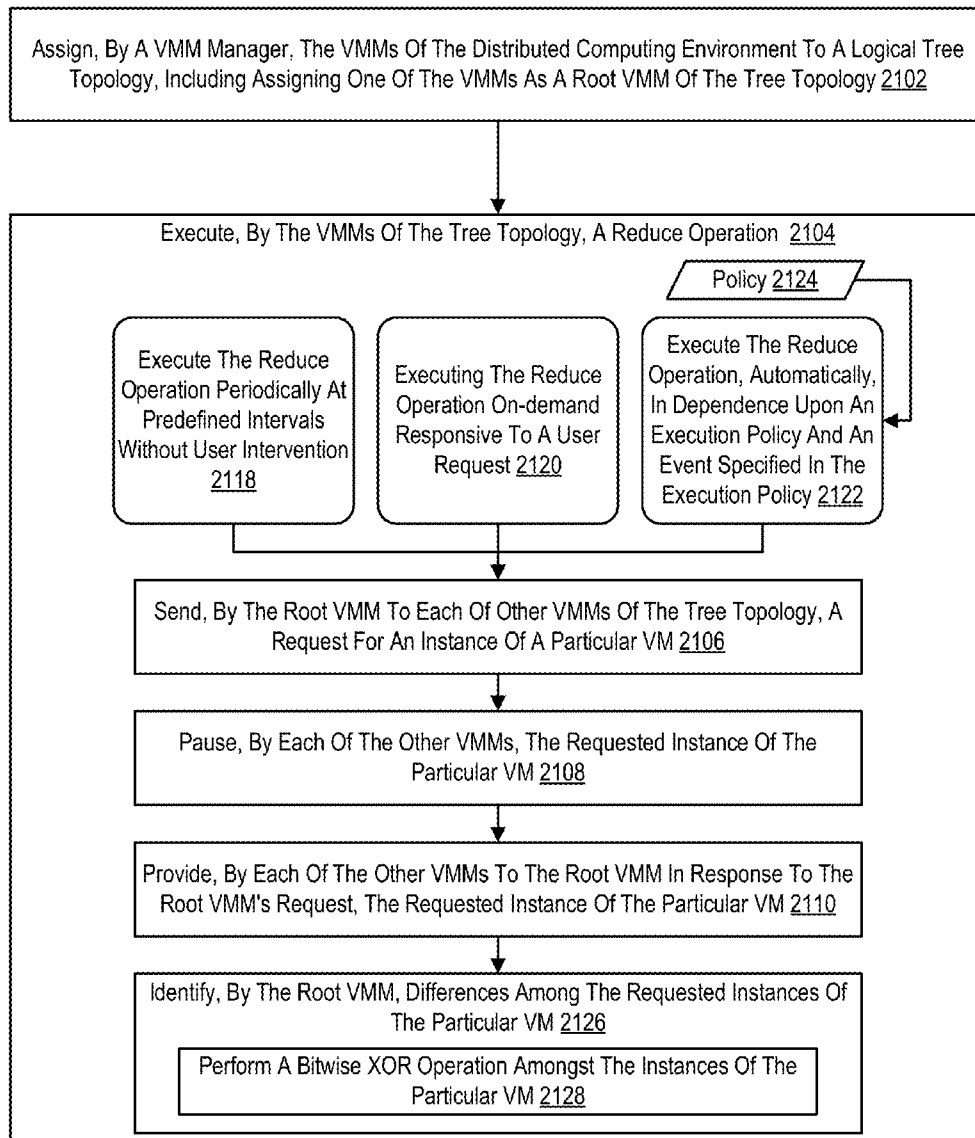 Assign, By A VMM Manager, The VMMs Of The Distributed Computing Environment To A Logical Tree
Topology, Including Assigning One Of The VMMs As A Root VMM Of The Tree Topology 2102
Execute, By The VMMs Of The Tree Topology, A Reduce Operation 2104
Policy 2124
Execute The Reduce
Operation Periodically At
Predefined Intervals
Without User Intervention
2118
Executing The Reduce
Operation On-demand
Responsive To A User
Request 2120
Execute The Reduce
Operation, Automatically,
In Dependence Upon An
Execution Policy And An
Event Specified In The
Execution Policy 2122
Send, By The Root VMM To Each Of Other VMMs Of The Tree Topology, A
Request For An Instance Of A Particular VM 2106
Pause, By Each Of The Other VMMs, The Requested Instance Of The
Particular VM 2108
Provide, By Each Of The Other VMMs To The Root VMM In Response To The
Root VMM's Request, The Requested Instance Of The Particular VM 2110
Identify, By The Root VMM, Differences Among The Requested Instances Of
The Particular VM 2126
Perform A Bitwise XOR Operation Amongst The Instances Of The
Particular VM 2128